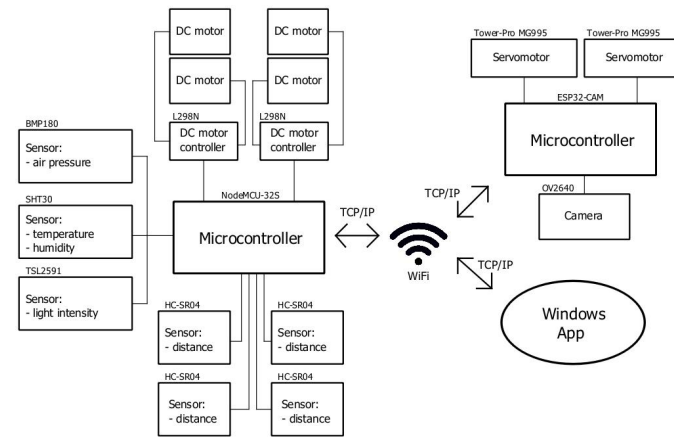 DC motor
DC motor
DC motor
DC motor
L298N
DC motor
controller
L298N
DC motor
controller
BMP180
Sensor:
- air pressure
SHT30
Sensor:
- temperature
- humidity
TSL2591
Sensor:
- light intensity
NodeMCU-32S
Microcontroller
HC-SR04
Sensor:
- distance
HC-SR04
Sensor:
- distance
HC-SR04
Sensor:
- distance
HC-SR04
Sensor:
- distance
TCP/IP
WiFi
TCP/IP
TCP/IP
Tower-Pro MG995
Servomotor
Tower-Pro MG995
Servomotor
ESP32-CAM
Microcontroller
OV2640
Camera
Windows
App